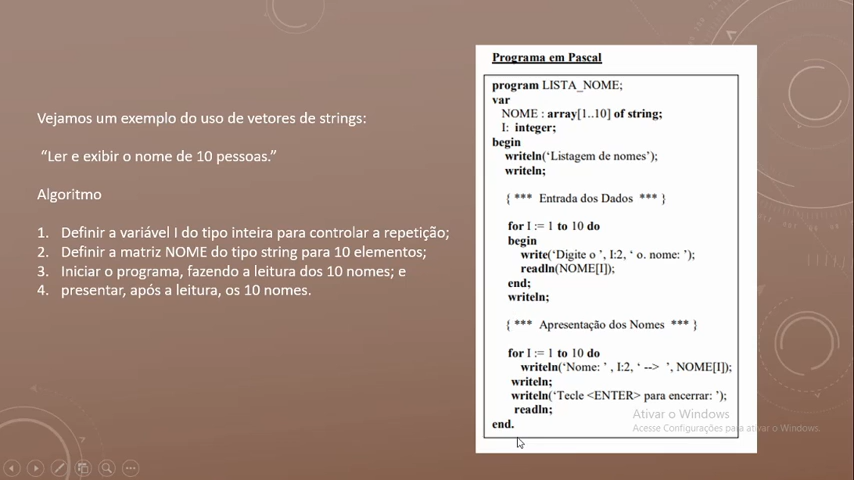 Vejamos um exemplo do uso de vetores de strings:
“Ler e exibir o nome de 10 pessoas.”
Algoritmo
1. Definir a variável I do tipo inteira para controlar a repetição;
2. Definir a matriz NOME do tipo string para 10 elementos;
3. Iniciar o programa, fazendo a leitura dos 10 nomes; e
4. presentar, após a leitura, os 10 nomes.
Programa em Pascal
program LISTA_NOME;
var
NOME : array[1..10] of string;
I: integer;
begin
writeln(‘Listagem de nomes’);
writeln;
{ *** Entrada dos Dados *** }
for I := 1 to 10 do
begin
write(‘Digite o ’, I:2, ‘ o. nome: ’);
readln(NOME[I]);
end;
writeln;
{ *** Apresentação dos Nomes *** }
for I := 1 to 10 do
writeln(‘Nome: ’ , I:2, ‘ --> ’, NOME[I]);
writeln;
writeln(‘Tecle <ENTER> para encerrar: ’);
readln;
end.
Ativar o Windows
Acesse Configurações para ativar o Windows.